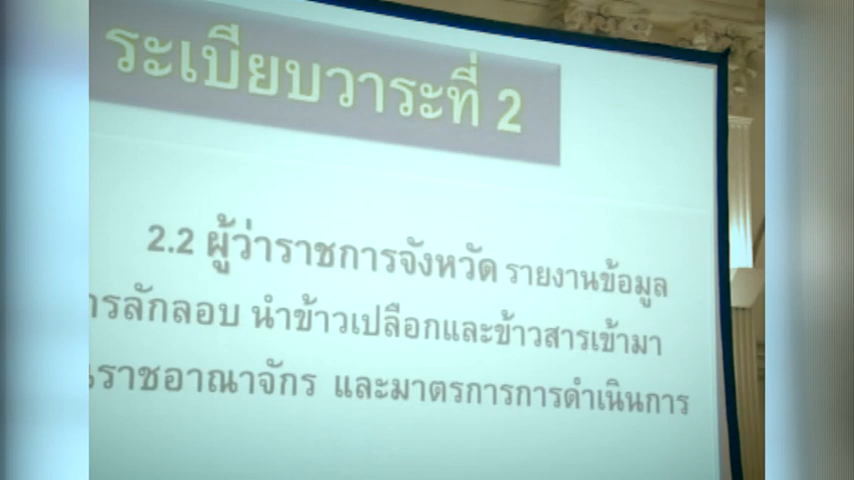 ระเบียบวาระที่ 2
2.2 ผู้ว่าราชการจังหวัด รายงานข้อมูล
ารลักลอบ นำข้าวเปลือกและข้าวสารเข้ามา
ราชอาณาจักร และมาตรการการดำเนินการ